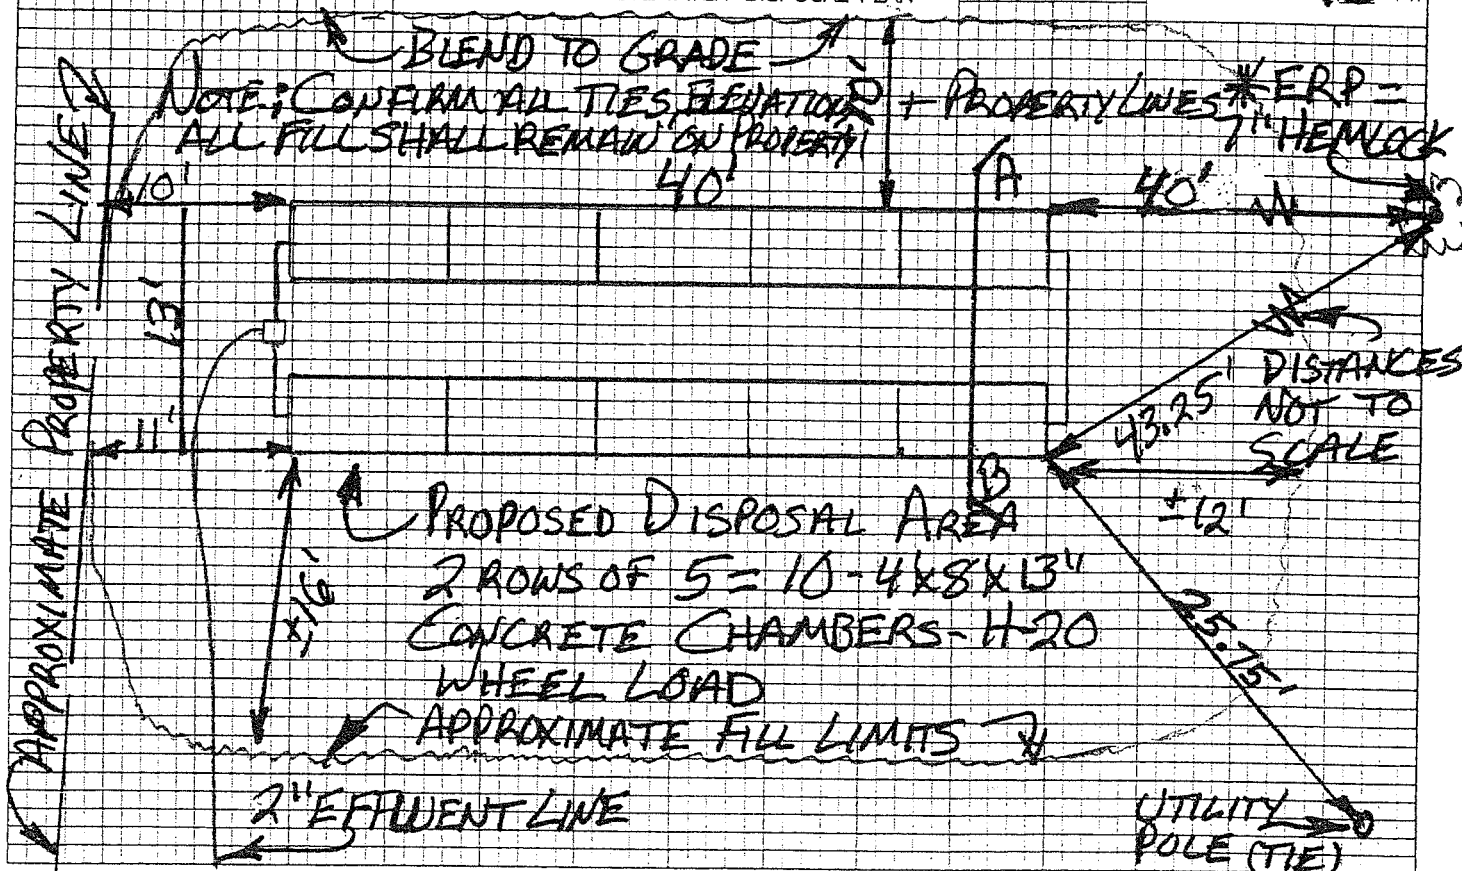 BLEND TO GRADE
NOTE: CONFIRM ALL TIES, ELEVATIONS + PROPERTY LINES
ALL FILL SHALL REMAIN ON PROPERTY!
*ERP =
7" HEMLOCK
10'
40'
A
40'
13'
11'
APPROXIMATE PROPERTY LINE
43.25'
DISTANCES
NOT TO
SCALE
B
±12'
PROPOSED DISPOSAL AREA
2 ROWS OF 5 = 10 - 4'X8'X13"
CONCRETE CHAMBERS - H-20
WHEEL LOAD
25.75'
APPROXIMATE FILL LIMITS
2" EFFLUENT LINE
UTILITY
POLE (TIE)